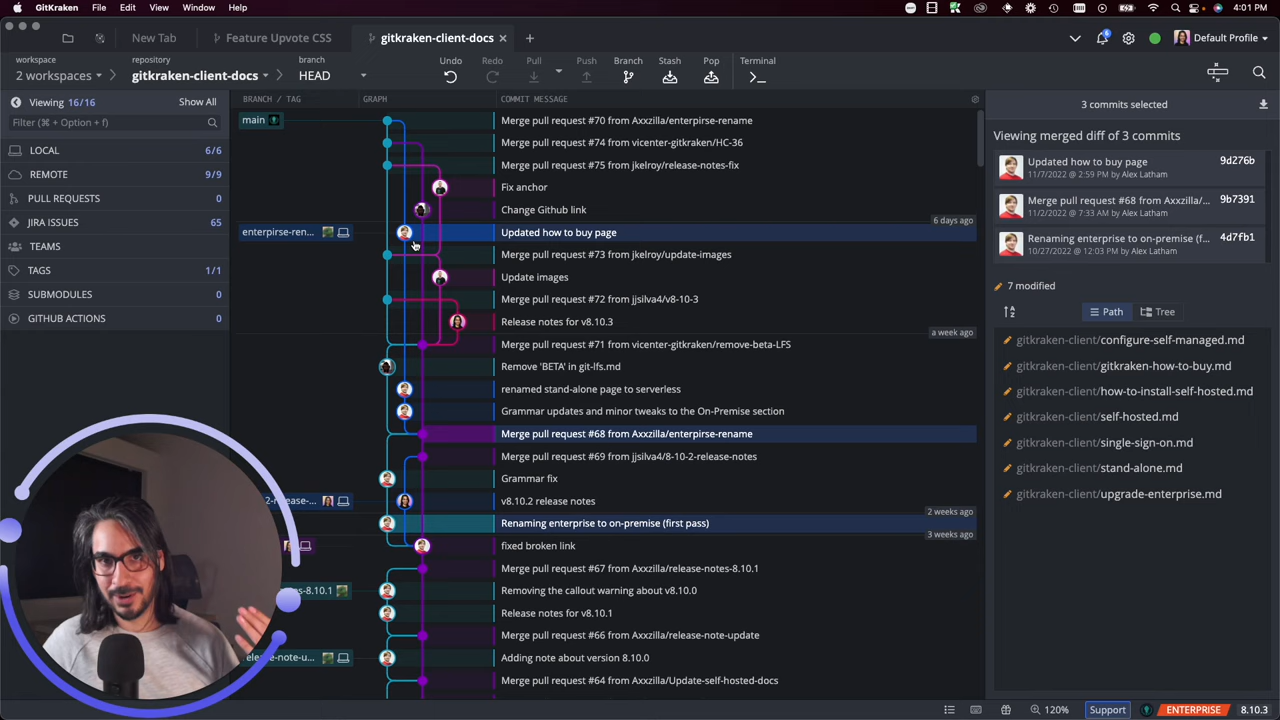 GitKraken File Edit View Window Help 4:01 PM
New Tab Feature Upvote CSS gitkraken-client-docs
6 Default Profile
workspace repository branch
2 workspaces gitkraken-client-docs HEAD
Undo Redo Pull Push Branch Stash Pop Terminal
Viewing 16/16 Show All
Filter (⌘ + Option + f)
LOCAL 6/6
REMOTE 9/9
PULL REQUESTS 0
JIRA ISSUES 65
TEAMS
TAGS 1/1
SUBMODULES 0
GITHUB ACTIONS 0
BRANCH / TAG GRAPH COMMIT MESSAGE
main Merge pull request #70 from Axxzilla/enterpirse-rename
Merge pull request #74 from vicenter-gitkraken/HC-36
Merge pull request #75 from jkelroy/release-notes-fix
Fix anchor
Change Github link
6 days ago
enterpirse-ren... Updated how to buy page
Merge pull request #73 from jkelroy/update-images
Update images
Merge pull request #72 from jjsilva4/v8-10-3
Release notes for v8.10.3
a week ago
Merge pull request #71 from vicenter-gitkraken/remove-beta-LFS
Remove 'BETA' in git-lfs.md
renamed stand-alone page to serverless
Grammar updates and minor tweaks to the On-Premise section
Merge pull request #68 from Axxzilla/enterpirse-rename
Merge pull request #69 from jjsilva4/8-10-2-release-notes
Grammar fix
2-release-... v8.10.2 release notes
2 weeks ago
Renaming enterprise to on-premise (first pass)
3 weeks ago
fixed broken link
Merge pull request #67 from Axxzilla/release-notes-8.10.1
es-8.10.1 Removing the callout warning about v8.10.0
Release notes for v8.10.1
Merge pull request #66 from Axxzilla/release-note-update
elease-note-u... Adding note about version 8.10.0
Merge pull request #64 from Axxzilla/Update-self-hosted-docs
3 commits selected
Viewing merged diff of 3 commits
Updated how to buy page 9d276b
11/7/2022 @ 2:59 PM by Alex Latham
Merge pull request #68 from Axxzilla/... 9b7391
11/2/2022 @ 7:33 AM by Alex Latham
Renaming enterprise to on-premise (f... 4d7fb1
10/27/2022 @ 12:03 PM by Alex Latham
7 modified
Path Tree
gitkraken-client/configure-self-managed.md
gitkraken-client/gitkraken-how-to-buy.md
gitkraken-client/how-to-install-self-hosted.md
gitkraken-client/self-hosted.md
gitkraken-client/single-sign-on.md
gitkraken-client/stand-alone.md
gitkraken-client/upgrade-enterprise.md
120% Support ENTERPRISE 8.10.3